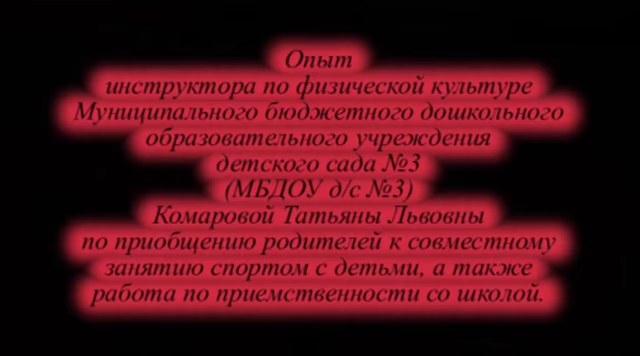 Опыт
инструктора по физической культуре
Муниципального бюджетного дошкольного
образовательного учреждения
детского сада №3
(МБДОУ д/с №3)
Комаровой Татьяны Львовны
по приобщению родителей к совместному
занятию спортом с детьми, а также
работа по приемственности со школой.